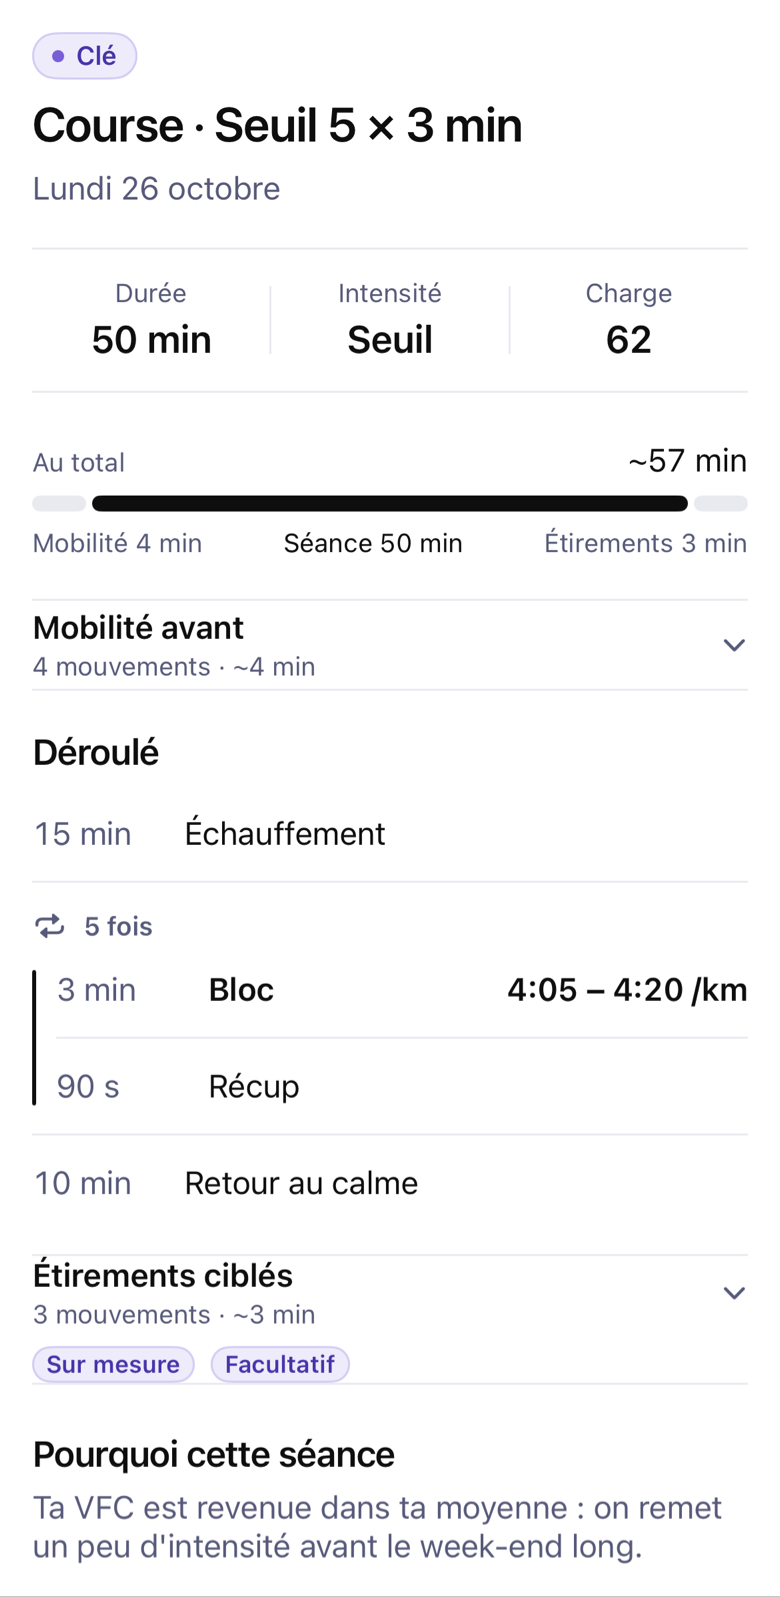 Clé
Course · Seuil 5 × 3 min
Lundi 26 octobre
Durée Intensité Charge
50 min Seuil 62
Au total ~57 min
Mobilité 4 min Séance 50 min Étirements 3 min
Mobilité avant
4 mouvements · ~4 min
Déroulé
15 min Échauffement
5 fois
3 min Bloc 4:05 – 4:20 /km
90 s Récup
10 min Retour au calme
Étirements ciblés
3 mouvements · ~3 min
Sur mesure Facultatif
Pourquoi cette séance
Ta VFC est revenue dans ta moyenne : on remet
un peu d'intensité avant le week-end long.